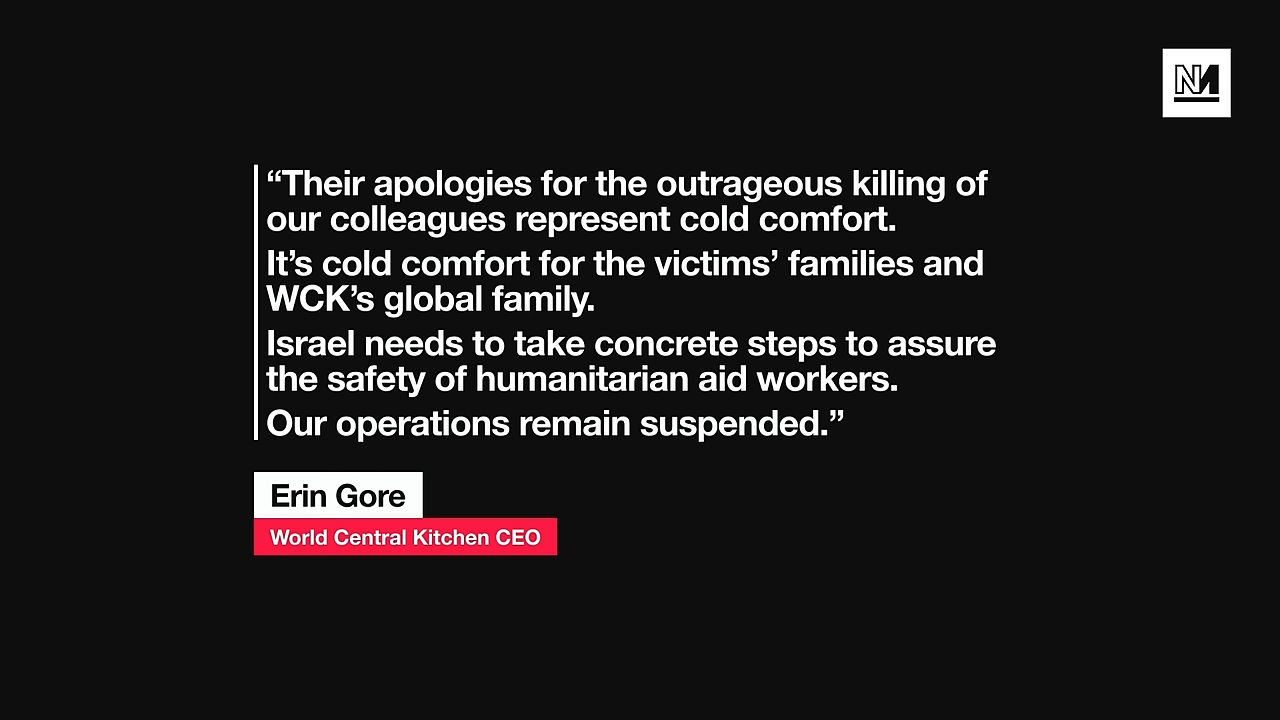 “Their apologies for the outrageous killing of
our colleagues represent cold comfort.
It’s cold comfort for the victims’ families and
WCK’s global family.
Israel needs to take concrete steps to assure
the safety of humanitarian aid workers.
Our operations remain suspended.”
Erin Gore
World Central Kitchen CEO